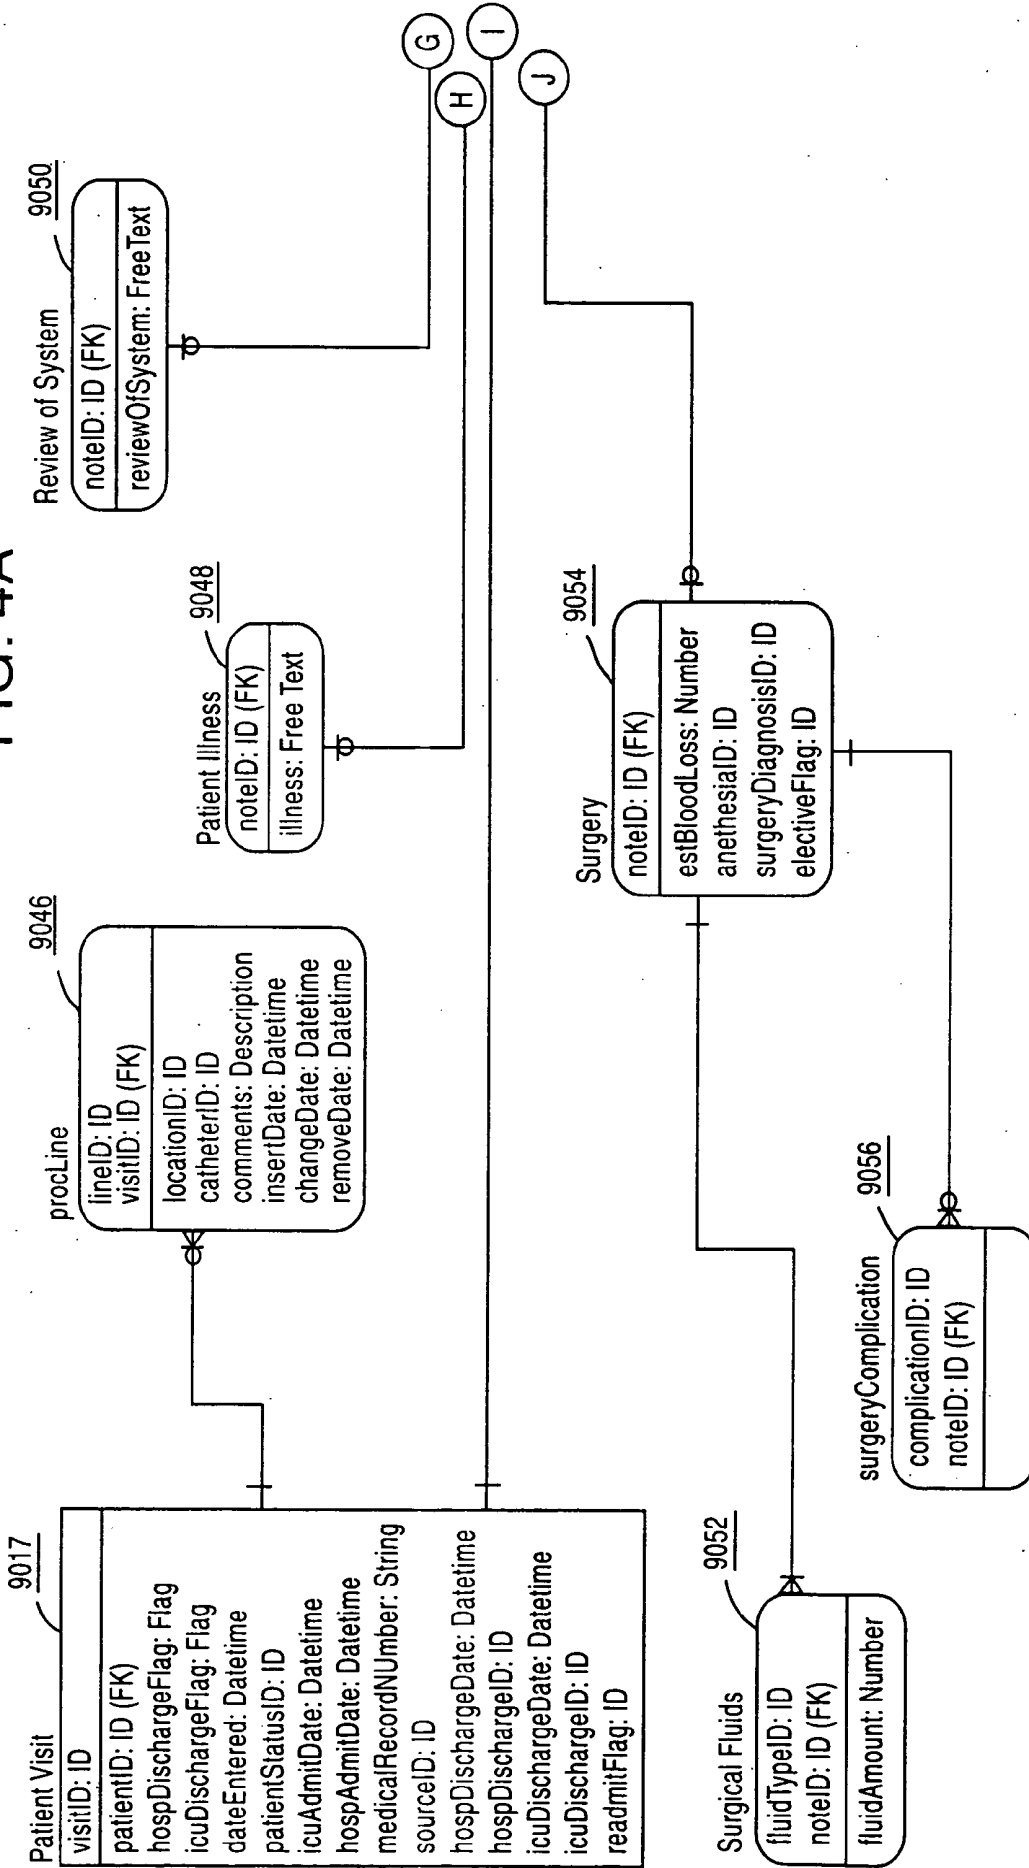 FIG. 4A
Patient Visit
9017
visitID: ID
patientID: ID (FK)
hospDischargeFlag: Flag
icuDischargeFlag: Flag
dateEntered: Datetime
patientStatusID: ID
icuAdmitDate: Datetime
hospAdmitDate: Datetime
medicalRecordNUmber: String
sourceID: ID
hospDischargeDate: Datetime
hospDischargeID: ID
icuDischargeDate: Datetime
icuDischargeID: ID
readmitFlag: ID
procLine
9046
lineID: ID
visitID: ID (FK)
locationID: ID
catheterID: ID
comments: Description
insertDate: Datetime
changeDate: Datetime
removeDate: Datetime
Patient Illness
9048
noteID: ID (FK)
illness: Free Text
Review of System
9050
noteID: ID (FK)
reviewOfSystem: FreeText
G
H
I
J
Surgery
9054
noteID: ID (FK)
estBloodLoss: Number
anethesiaID: ID
surgeryDiagnosisID: ID
electiveFlag: ID
Surgical Fluids
9052
fluidTypeID: ID
noteID: ID (FK)
fluidAmount: Number
surgeryComplication
9056
complicationID: ID
noteID: ID (FK)